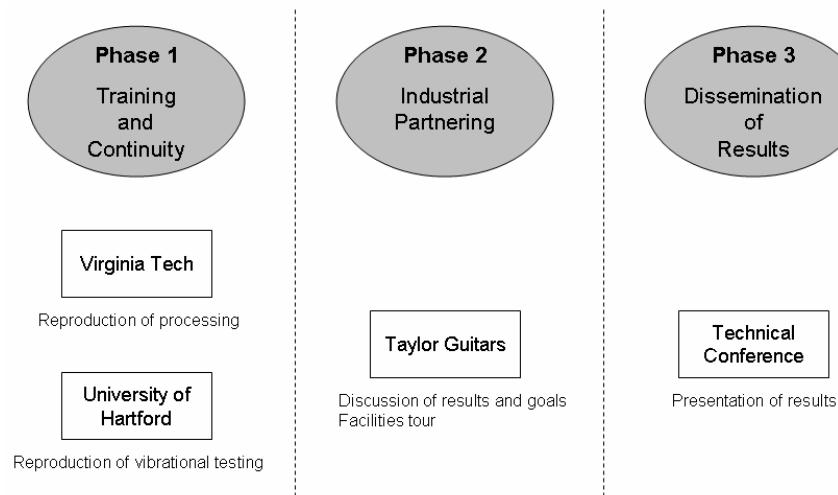 Phase 1
Training
and
Continuity
Virginia Tech
Reproduction of processing
University of
Hartford
Reproduction of vibrational testing
Phase 2
Industrial
Partnering
Taylor Guitars
Discussion of results and goals
Facilities tour
Phase 3
Dissemination
of
Results
Technical
Conference
Presentation of results